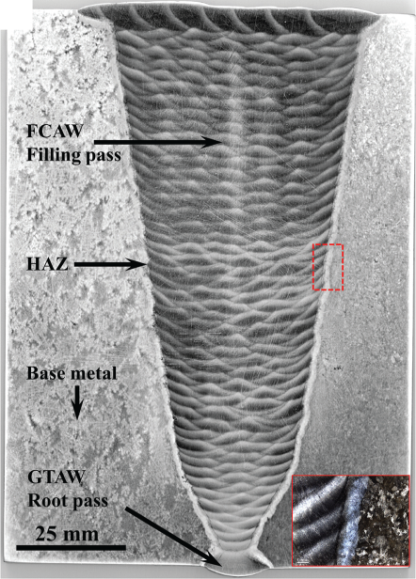 FCAW
Filling pass
HAZ
Base metal
GTAW
Root pass
25 mm